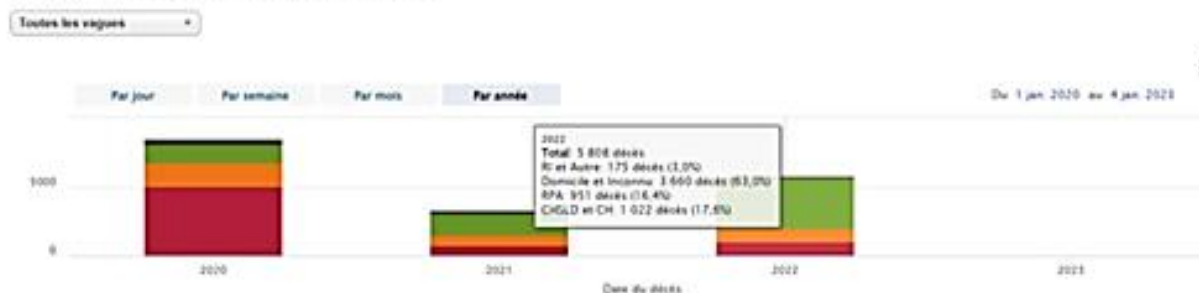 Toutes les vagues
Par jour Par semaine Par mois Par année
Du 1 jan. 2020 au 4 jan. 2023
2022
Total: 5 808 décès
RI et Autre: 175 décès (3,0%)
Domicile et Inconnu: 3 660 décès (63,0%)
RPA: 951 décès (16,4%)
CHSLD et CH: 1 022 décès (17,6%)
5000
0
2020 2021 2022 2023
Date du décès